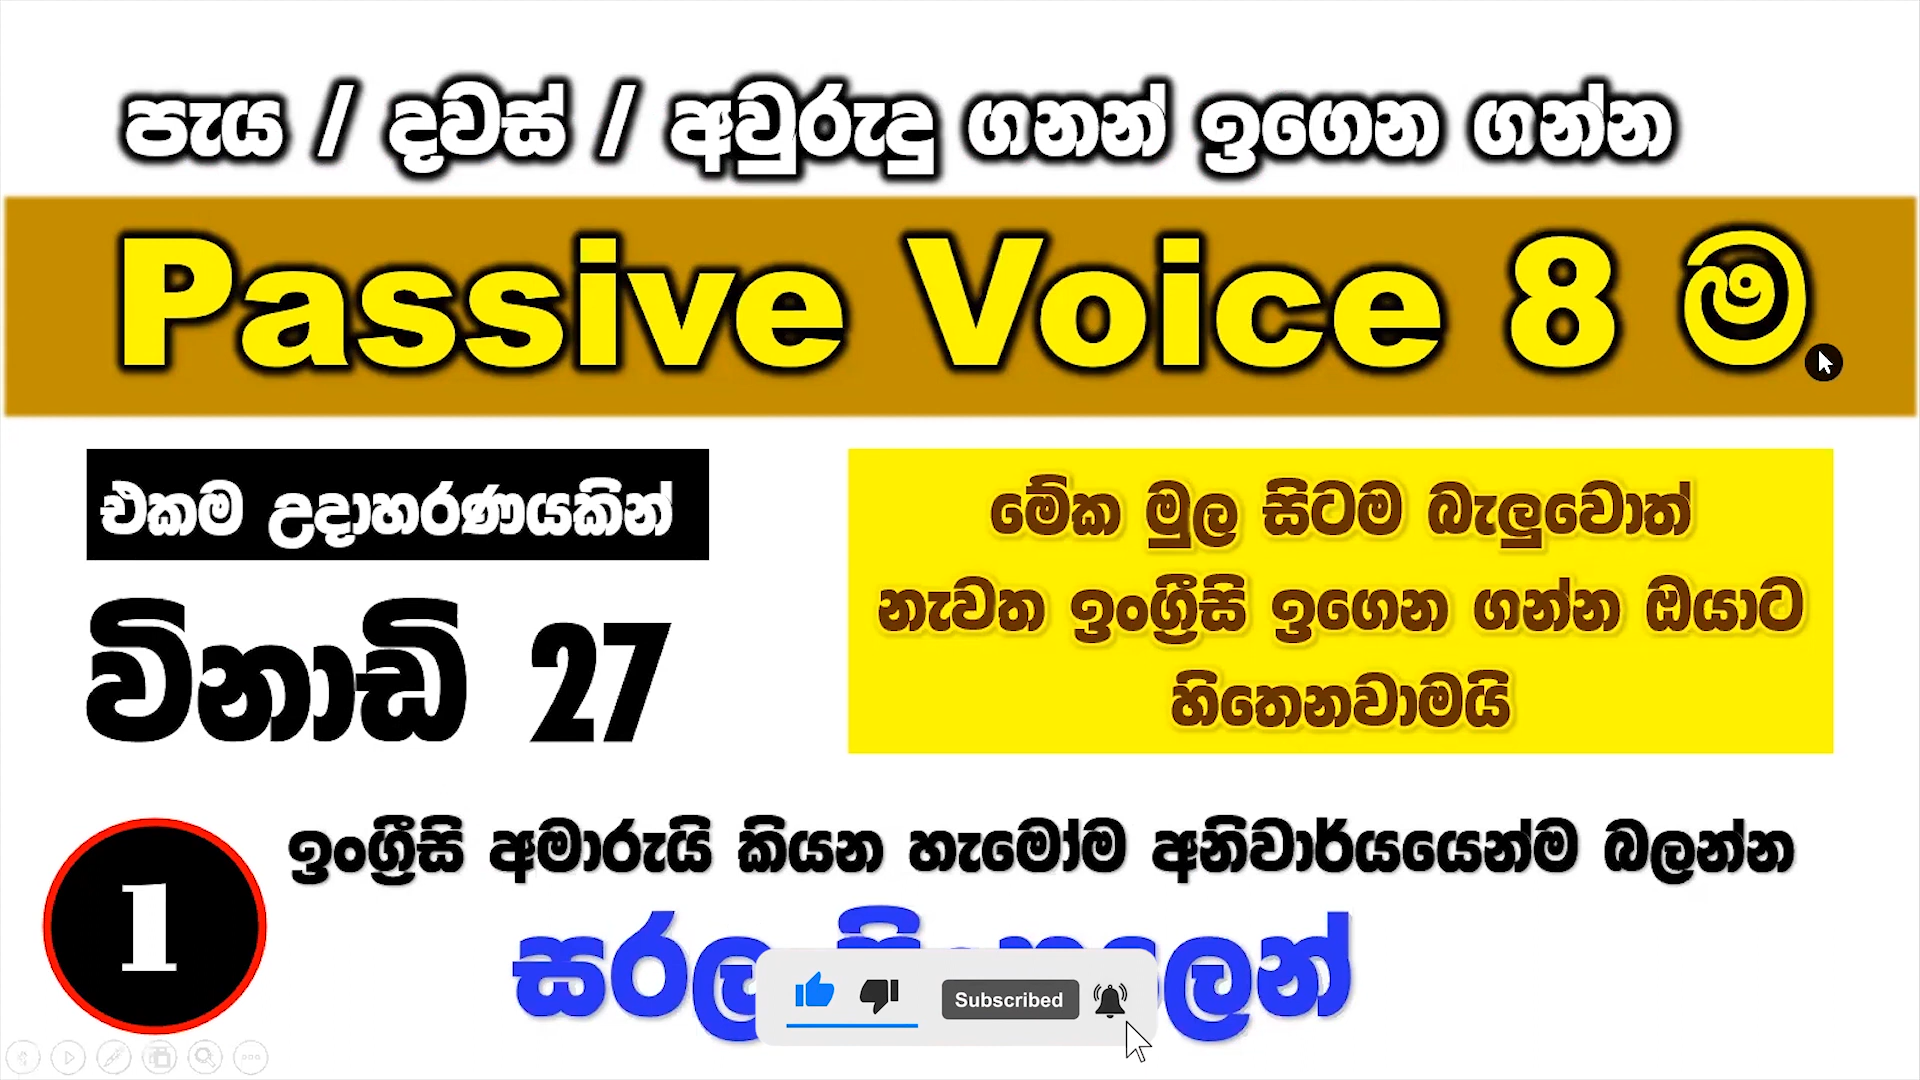 පැය / දවස් / අවුරුදු ගනන් ඉගෙන ගන්න
Passive Voice 8 ම
එකම උදාහරණයකින්
විනාඩි 27
මේක මුල සිටම බැලුවොත්
නැවත ඉංග්‍රීසි ඉගෙන ගන්න ඔයාට
හිතෙනවාමයි
1
ඉංග්‍රීසි අමාරුයි කියන හැමෝම අනිවාර්යයෙන්ම බලන්න
සරල
Subscribed